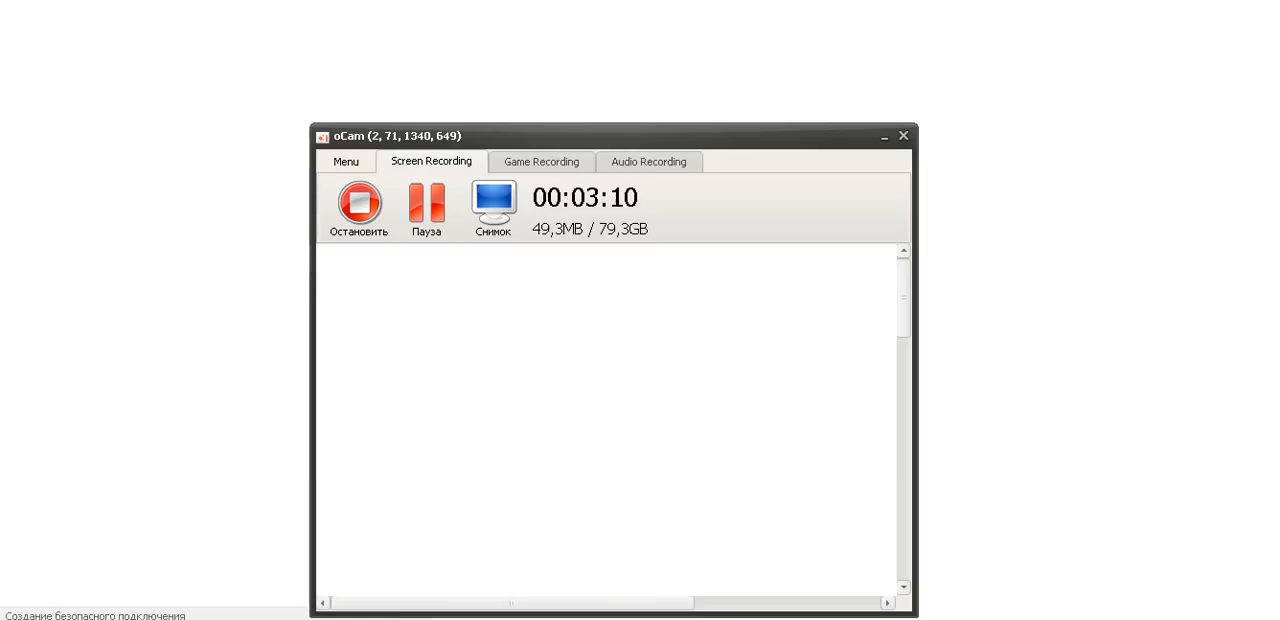 oCam (2, 71, 1340, 649)
Menu Screen Recording Game Recording Audio Recording
00:03:10
49,3MB / 79,3GB
Остановить Пауза Снимок
Создание безопасного подключения